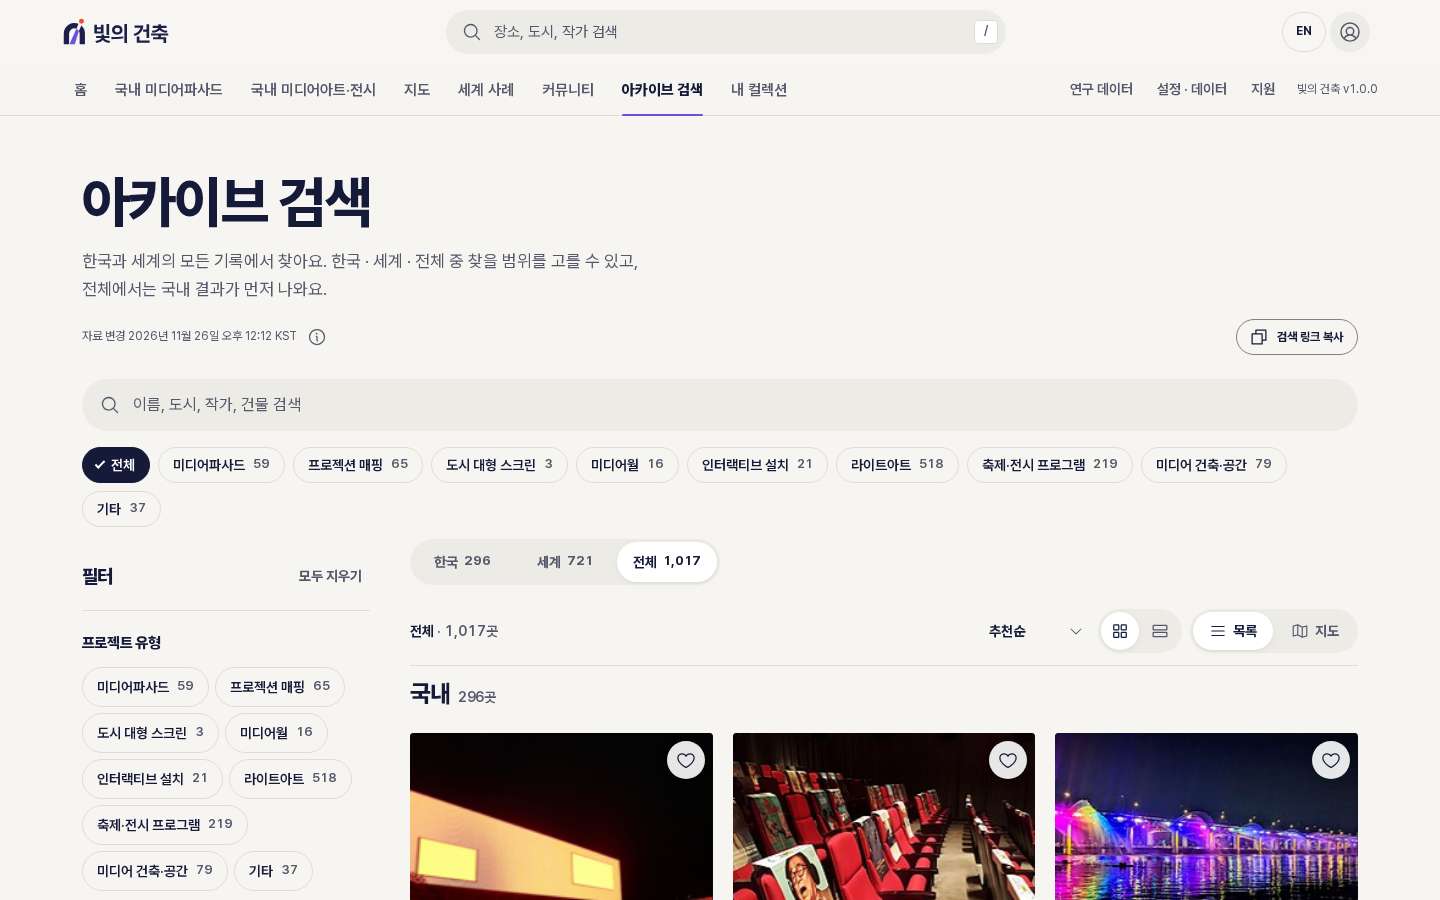 빛의 건축
장소, 도시, 작가 검색
/
EN
홈
국내 미디어파사드
국내 미디어아트·전시
지도
세계 사례
커뮤니티
아카이브 검색
내 컬렉션
연구 데이터
설정 · 데이터
지원
빛의 건축 v1.0.0
아카이브 검색
한국과 세계의 모든 기록에서 찾아요. 한국 · 세계 · 전체 중 찾을 범위를 고를 수 있고,
전체에서는 국내 결과가 먼저 나와요.
자료 변경 2026년 11월 26일 오후 12:12 KST
검색 링크 복사
이름, 도시, 작가, 건물 검색
전체
미디어파사드 59
프로젝션 매핑 65
도시 대형 스크린 3
미디어월 16
인터랙티브 설치 21
라이트아트 518
축제·전시 프로그램 219
미디어 건축·공간 79
기타 37
필터
모두 지우기
프로젝트 유형
미디어파사드 59
프로젝션 매핑 65
도시 대형 스크린 3
미디어월 16
인터랙티브 설치 21
라이트아트 518
축제·전시 프로그램 219
미디어 건축·공간 79
기타 37
한국 296
세계 721
전체 1,017
전체 · 1,017곳
추천순
목록
지도
국내 296곳